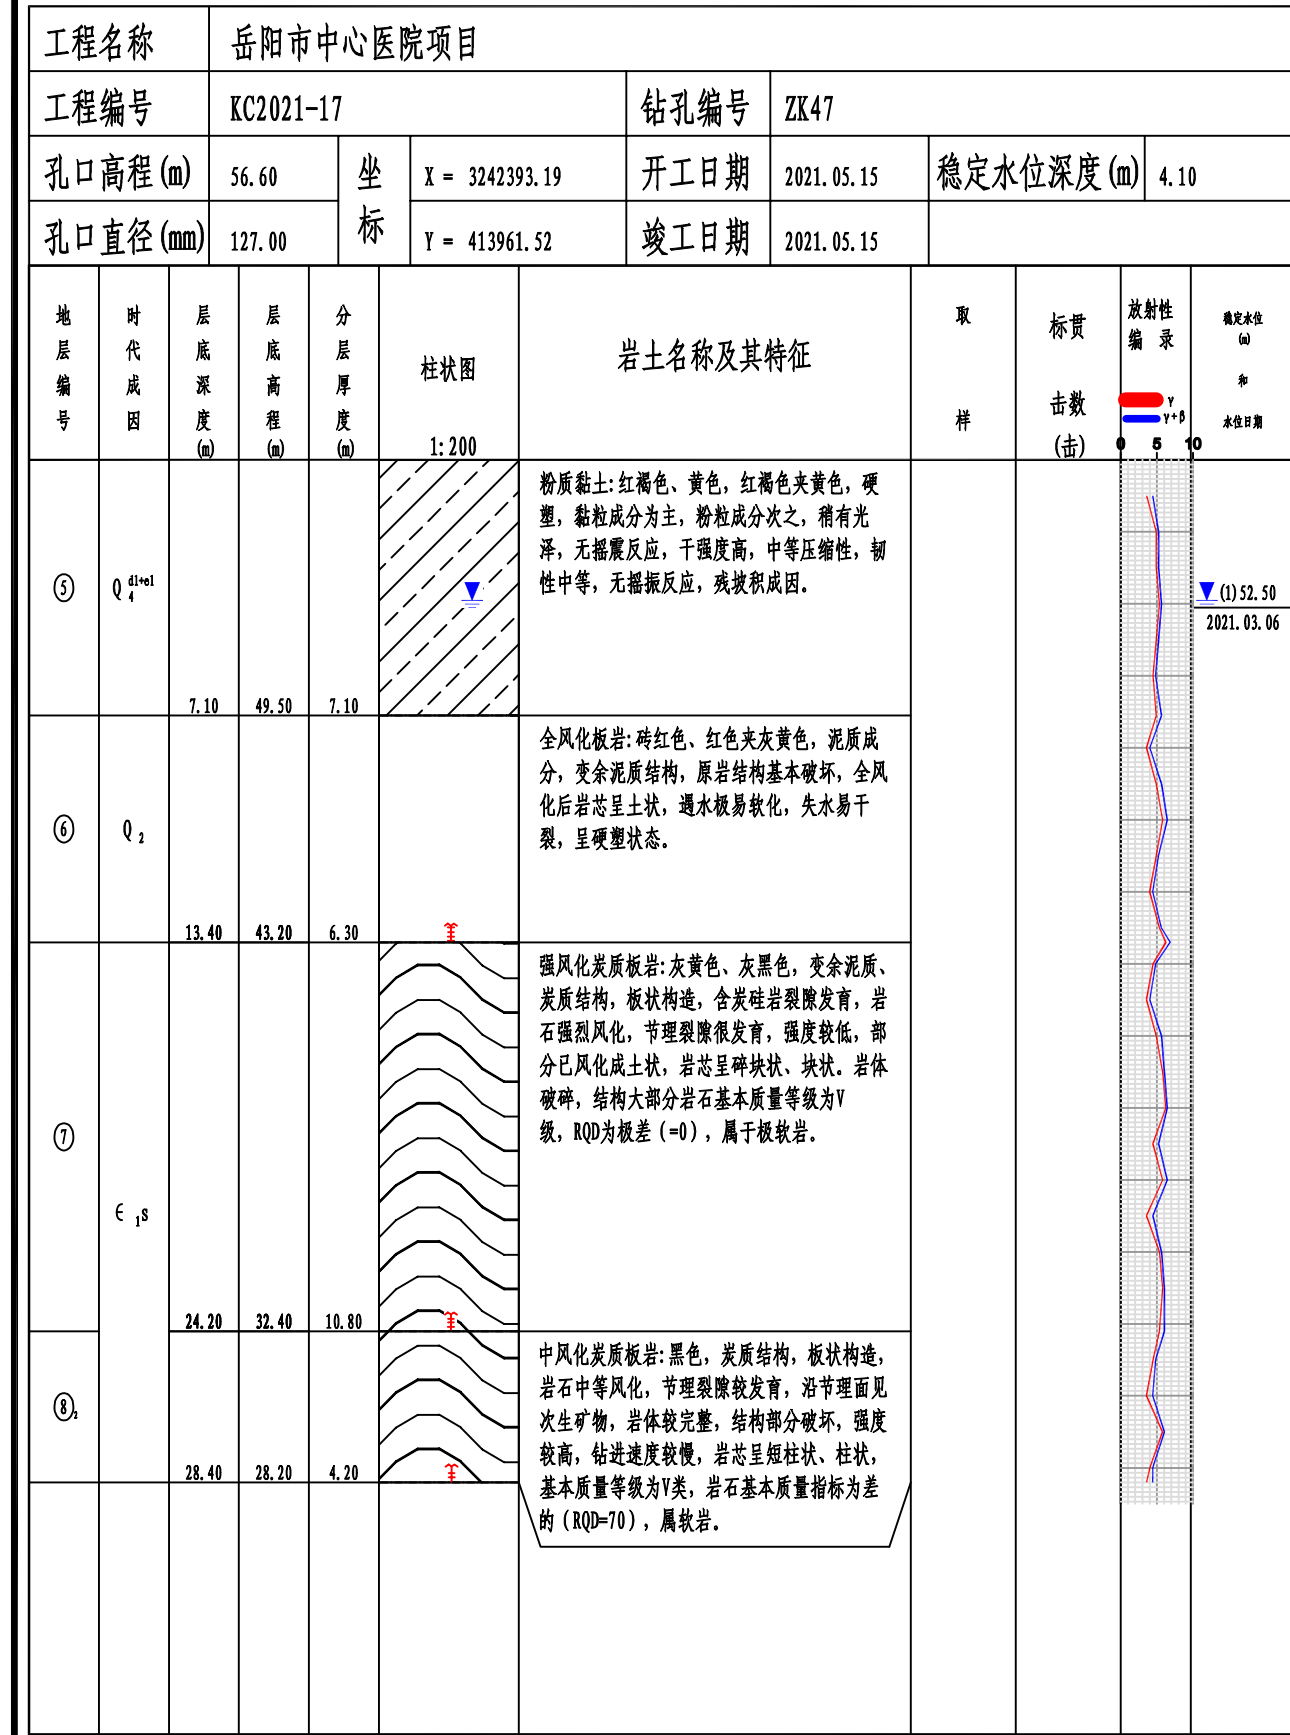 工程名称 岳阳市中心医院项目
工程编号 KC2021-17 钻孔编号 ZK47
孔口高程(m) 56.60 坐标 X = 3242393.19 开工日期 2021.05.15 稳定水位深度(m) 4.10
孔口直径(mm) 127.00 Y = 413961.52 竣工日期 2021.05.15
地层编号 时代成因 层底深度(m) 层底高程(m) 分层厚度(m) 柱状图 1:200 岩土名称及其特征 取样 标贯击数(击) 放射性编录 γ γ+β 0 5 10 稳定水位(m)和水位日期
⑤ Q4 dl+el 7.10 49.50 7.10
粉质黏土:红褐色、黄色，红褐色夹黄色，硬
塑，黏粒成分为主，粉粒成分次之，稍有光
泽，无摇震反应，干强度高，中等压缩性，韧
性中等，无摇振反应，残坡积成因。
(1)52.50
2021.03.06
⑥ Q2 13.40 43.20 6.30
全风化板岩:砖红色、红色夹灰黄色，泥质成
分，变余泥质结构，原岩结构基本破坏，全风
化后岩芯呈土状，遇水极易软化，失水易干
裂，呈硬塑状态。
⑦ ∈1s 24.20 32.40 10.80
强风化炭质板岩:灰黄色、灰黑色，变余泥质、
炭质结构，板状构造，含炭硅岩裂隙发育，岩
石强烈风化，节理裂隙很发育，强度较低，部
分已风化成土状，岩芯呈碎块状、块状。岩体
破碎，结构大部分岩石基本质量等级为V
级，RQD为极差（=0），属于极软岩。
⑧2 28.40 28.20 4.20
中风化炭质板岩:黑色，炭质结构，板状构造，
岩石中等风化，节理裂隙较发育，沿节理面见
次生矿物，岩体较完整，结构部分破坏，强度
较高，钻进速度较慢，岩芯呈短柱状、柱状，
基本质量等级为V类，岩石基本质量指标为差
的（RQD=70），属软岩。